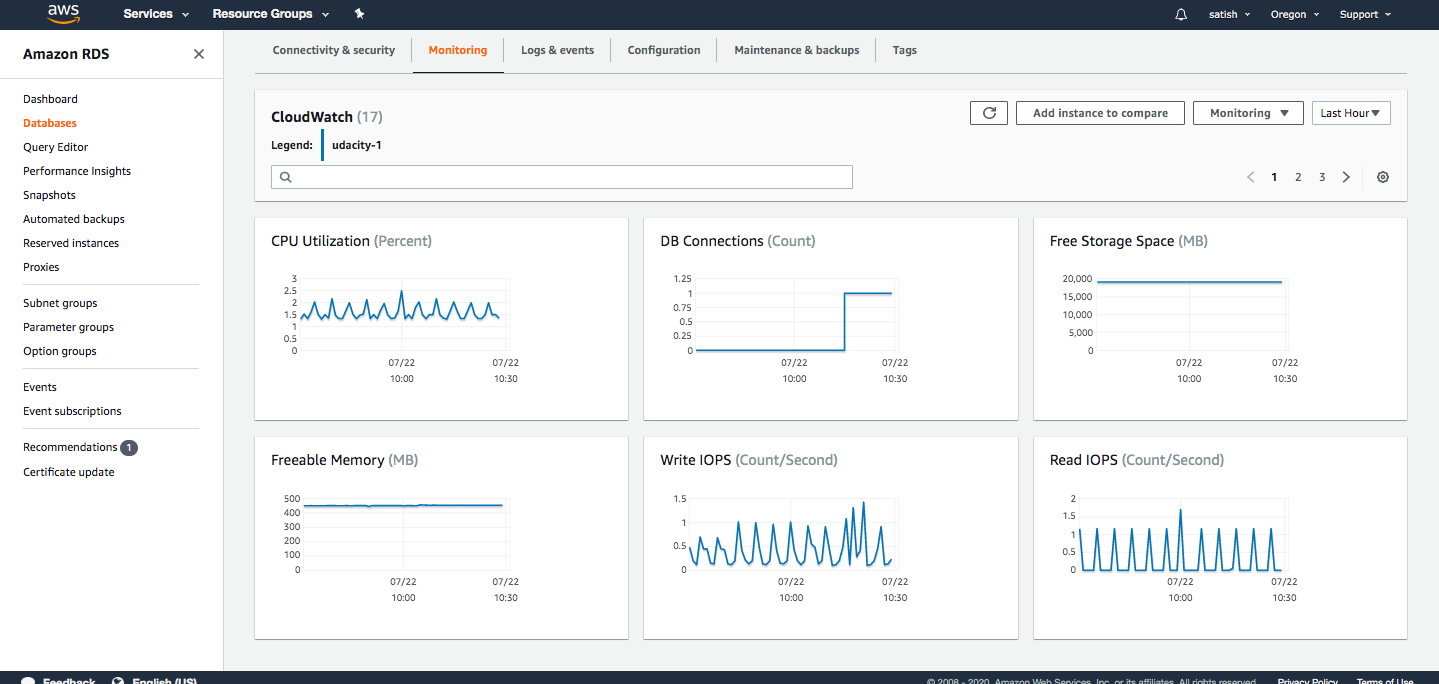 aws Services Resource Groups satish Oregon Support
Amazon RDS
Dashboard
Databases
Query Editor
Performance Insights
Snapshots
Automated backups
Reserved instances
Proxies
Subnet groups
Parameter groups
Option groups
Events
Event subscriptions
Recommendations 1
Certificate update
Connectivity & security Monitoring Logs & events Configuration Maintenance & backups Tags
CloudWatch (17) Add instance to compare Monitoring Last Hour
Legend: udacity-1
1 2 3
CPU Utilization (Percent)
3
2.5
2
1.5
1
0.5
0
07/22 07/22
10:00 10:30
DB Connections (Count)
1.25
1
0.75
0.5
0.25
0
07/22 07/22
10:00 10:30
Free Storage Space (MB)
20,000
15,000
10,000
5,000
0
07/22 07/22
10:00 10:30
Freeable Memory (MB)
500
400
300
200
100
0
07/22 07/22
10:00 10:30
Write IOPS (Count/Second)
1.5
1
0.5
0
07/22 07/22
10:00 10:30
Read IOPS (Count/Second)
2
1.5
1
0.5
0
07/22 07/22
10:00 10:30
Feedback English (US) © 2008 - 2020, Amazon Web Services, Inc. or its affiliates. All rights reserved. Privacy Policy Terms of Use